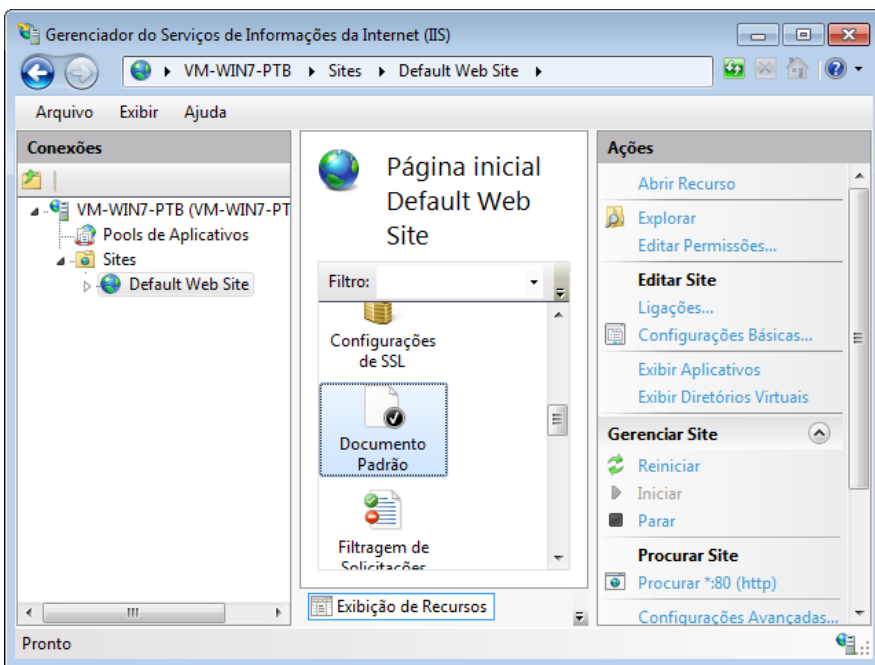 Gerenciador do Serviços de Informações da Internet (IIS)
VM-WIN7-PTB Sites Default Web Site
Arquivo Exibir Ajuda
Conexões
VM-WIN7-PTB (VM-WIN7-PT
Pools de Aplicativos
Sites
Default Web Site
Página inicial
Default Web
Site
Filtro:
Configurações
de SSL
Documento
Padrão
Filtragem de
Solicitações
Exibição de Recursos
Ações
Abrir Recurso
Explorar
Editar Permissões...
Editar Site
Ligações...
Configurações Básicas...
Exibir Aplicativos
Exibir Diretórios Virtuais
Gerenciar Site
Reiniciar
Iniciar
Parar
Procurar Site
Procurar *:80 (http)
Configurações Avançadas...
Pronto